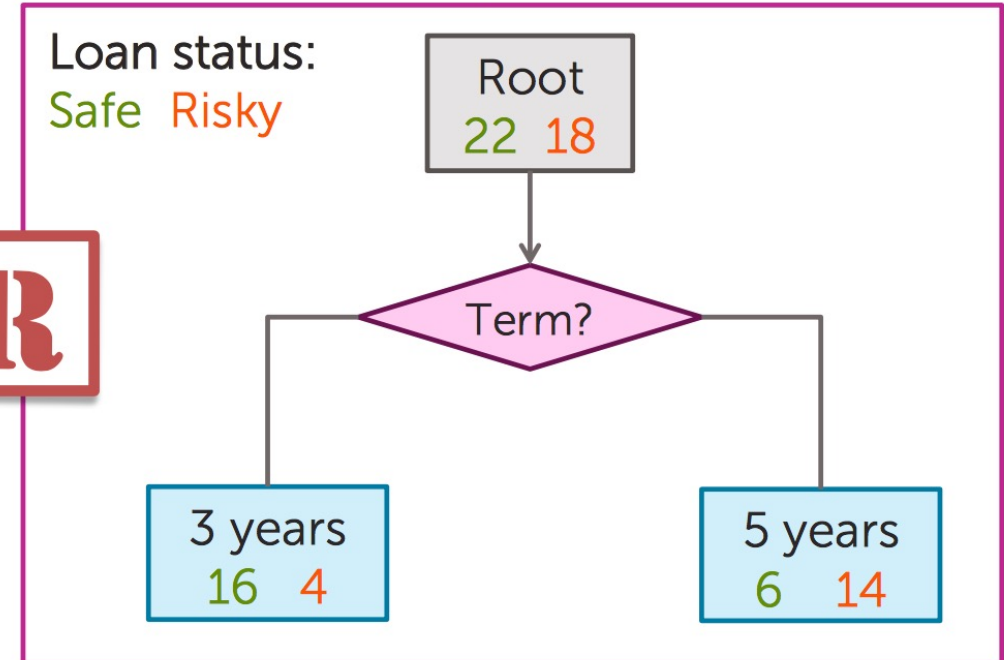 Loan status:
Safe Risky
Root
22 18
R
Term?
3 years
16 4
5 years
6 14